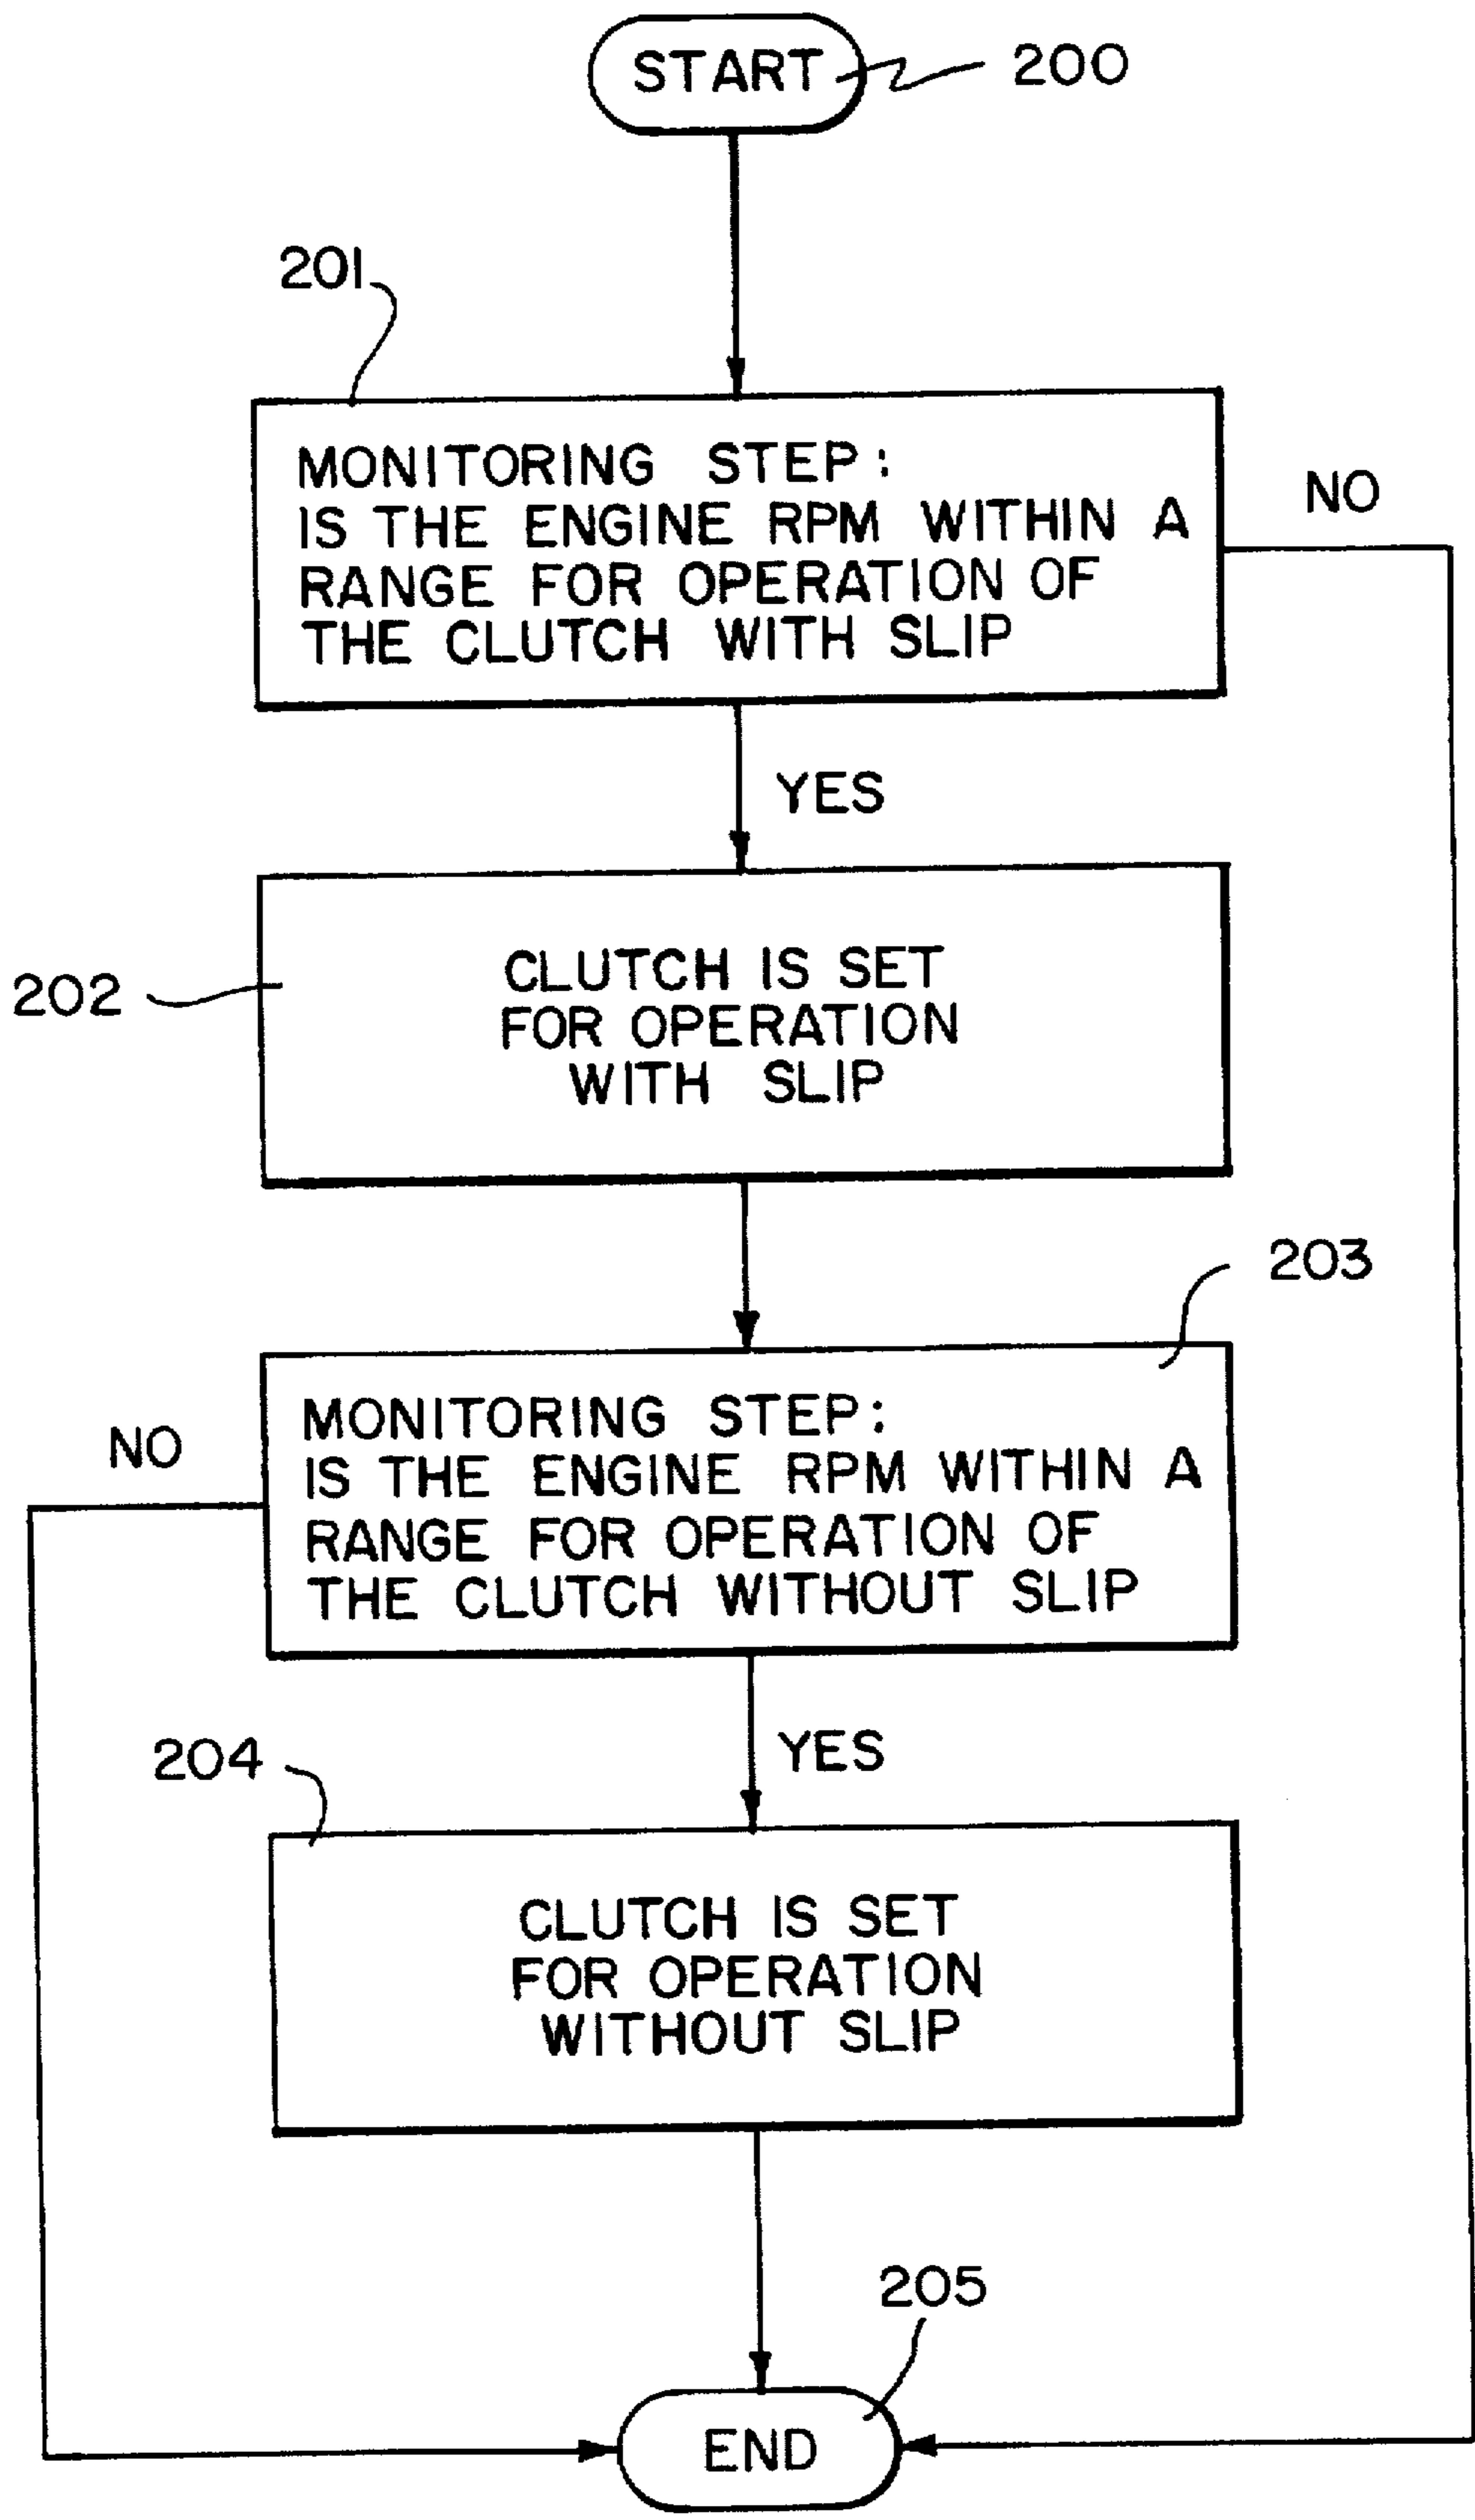 START
200
201
MONITORING STEP:
IS THE ENGINE RPM WITHIN A
RANGE FOR OPERATION OF
THE CLUTCH WITH SLIP
NO
YES
202
CLUTCH IS SET
FOR OPERATION
WITH SLIP
203
NO
MONITORING STEP:
IS THE ENGINE RPM WITHIN A
RANGE FOR OPERATION OF
THE CLUTCH WITHOUT SLIP
204
YES
CLUTCH IS SET
FOR OPERATION
WITHOUT SLIP
205
END